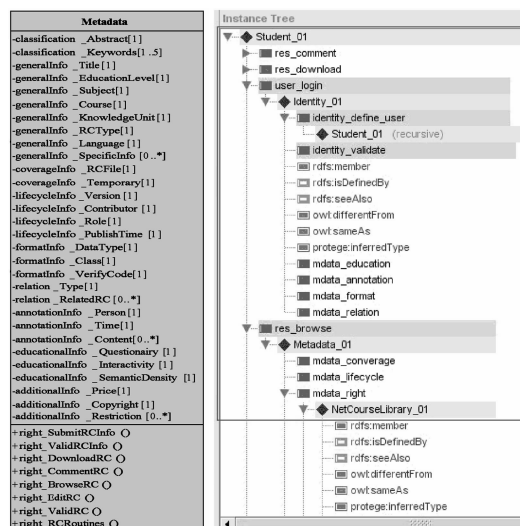 Metadata
-classification _Abstract[1]
-classification _Keywords[1..5]
-generalInfo _Title[1]
-generalInfo _EducationLevel[1]
-generalInfo _Subject[1]
-generalInfo _Course[1]
-generalInfo _KnowledgeUnit[1]
-generalInfo _RCType[1]
-generalInfo _Language [1]
-generalInfo _SpecificInfo [0..*]
-coverageInfo _RCFile[1]
-coverageInfo _Temporary[1]
-lifecycleInfo _Version [1]
-lifecycleInfo _Contributor [1]
-lifecycleInfo _Role[1]
-lifecycleInfo _PublishTime [1]
-formatInfo _DataType[1]
-formatInfo _Class[1]
-formatInfo _VerifyCode[1]
-relation _Type[1]
-relation _RelatedRC [0..*]
-annotationInfo _Person[1]
-annotationInfo _Time[1]
-annotationInfo _Content[0..*]
-educationalInfo _Questionairy [1]
-educationalInfo _Interactivity [1]
-educationalInfo _SemanticDensity [1]
-additionalInfo _Price[1]
-additionalInfo _Copyright [1]
-additionalInfo _Restriction [0..*]
+right_SubmitRCInfo ()
+right_ValidRCInfo ()
+right_DownloadRC ()
+right_CommentRC ()
+right_BrowseRC ()
+right_EditRC ()
+right_ValidRC ()
+right_RCRoutines ()
Instance Tree
Student_01
res_comment
res_download
user_login
Identity_01
identity_define_user
Student_01 (recursive)
identity_validate
rdfs:member
rdfs:isDefinedBy
rdfs:seeAlso
owl:differentFrom
owl:sameAs
protege:inferredType
mdata_education
mdata_annotation
mdata_format
mdata_relation
res_browse
Metadata_01
mdata_converage
mdata_lifecycle
mdata_right
NetCourseLibrary_01
rdfs:member
rdfs:isDefinedBy
rdfs:seeAlso
owl:differentFrom
owl:sameAs
protege:inferredType